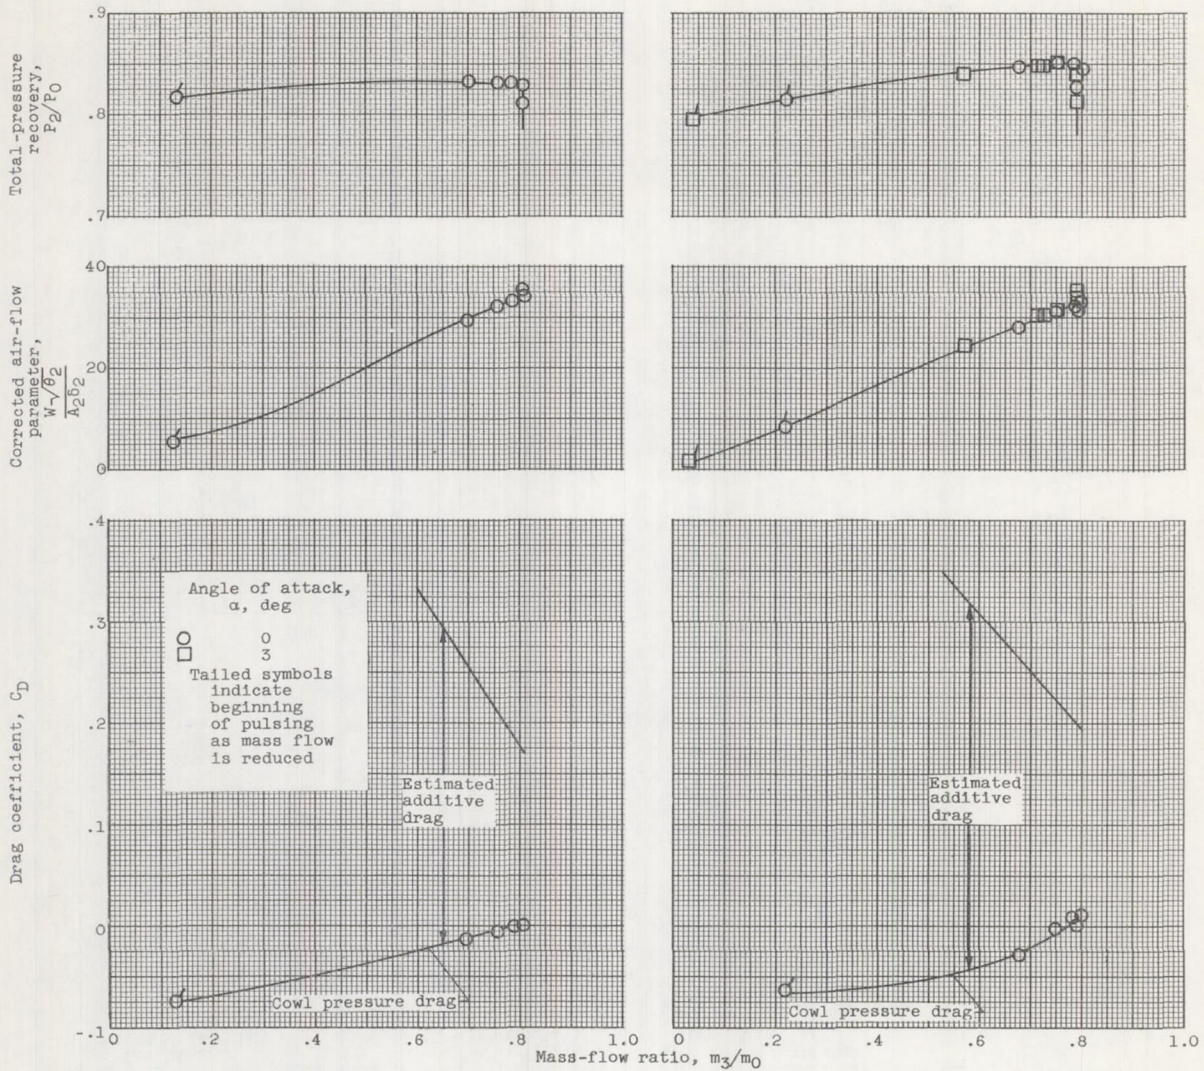 Total-pressure
recovery,
P2/P0
.9
.8
.7
Corrected air-flow
parameter,
W√θ2
A2δ2
40
20
0
Drag coefficient, CD
.4
.3
.2
.1
0
-.1
Angle of attack,
α, deg
0
3
Tailed symbols
indicate
beginning
of pulsing
as mass flow
is reduced
Estimated
additive
drag
Cowl pressure drag
Estimated
additive
drag
Cowl pressure drag
0 .2 .4 .6 .8 1.0
0 .2 .4 .6 .8 1.0
Mass-flow ratio, m3/m0